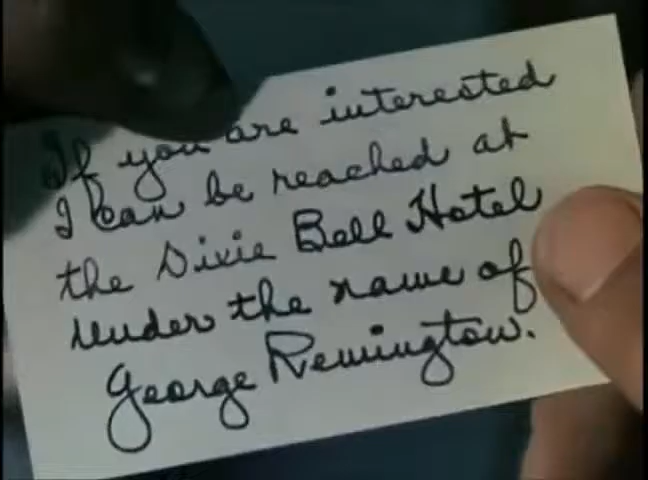 If you are interested
I can be reached at
the Dixie Bell Hotel
under the name of
George Remington.